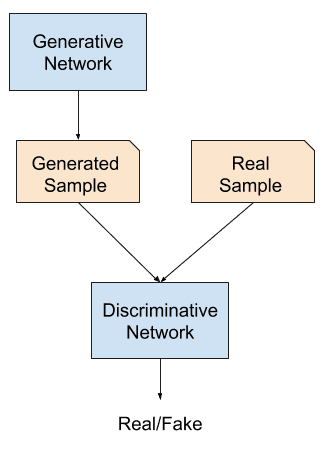 Generative
Network
Generated
Sample
Real
Sample
Discriminative
Network
Real/Fake